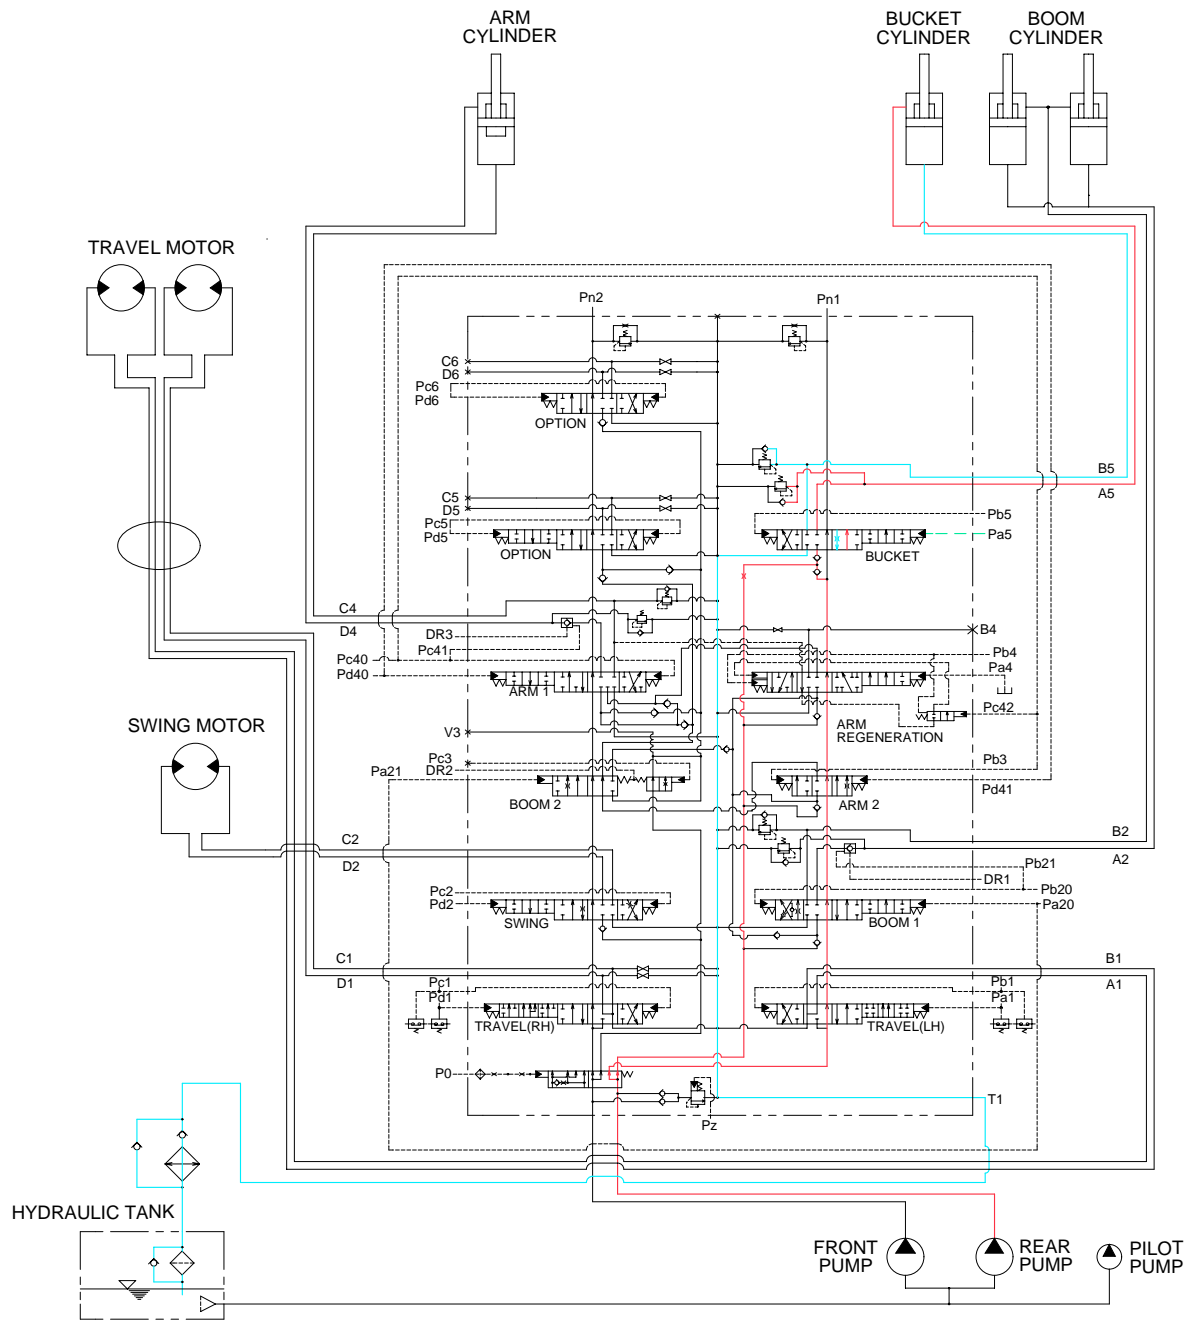 ARM
CYLINDER
BUCKET
CYLINDER
BOOM
CYLINDER
TRAVEL MOTOR
Pn2
Pn1
C6
D6
Pc6
Pd6
OPTION
B5
A5
C5
D5
Pc5
Pd5
OPTION
Pb5
Pa5
BUCKET
C4
D4
DR3
Pc41
Pc40
Pd40
ARM 1
B4
Pb4
Pa4
Pc42
ARM
REGENERATION
SWING MOTOR
V3
Pc3
DR2
Pa21
BOOM 2
Pb3
Pd41
ARM 2
C2
D2
B2
A2
Pb21
DR1
Pc2
Pd2
SWING
Pb20
Pa20
BOOM 1
C1
D1
B1
A1
Pc1
Pd1
TRAVEL(RH)
Pb1
Pa1
TRAVEL(LH)
P0
Pz
T1
HYDRAULIC TANK
FRONT
PUMP
REAR
PUMP
PILOT
PUMP